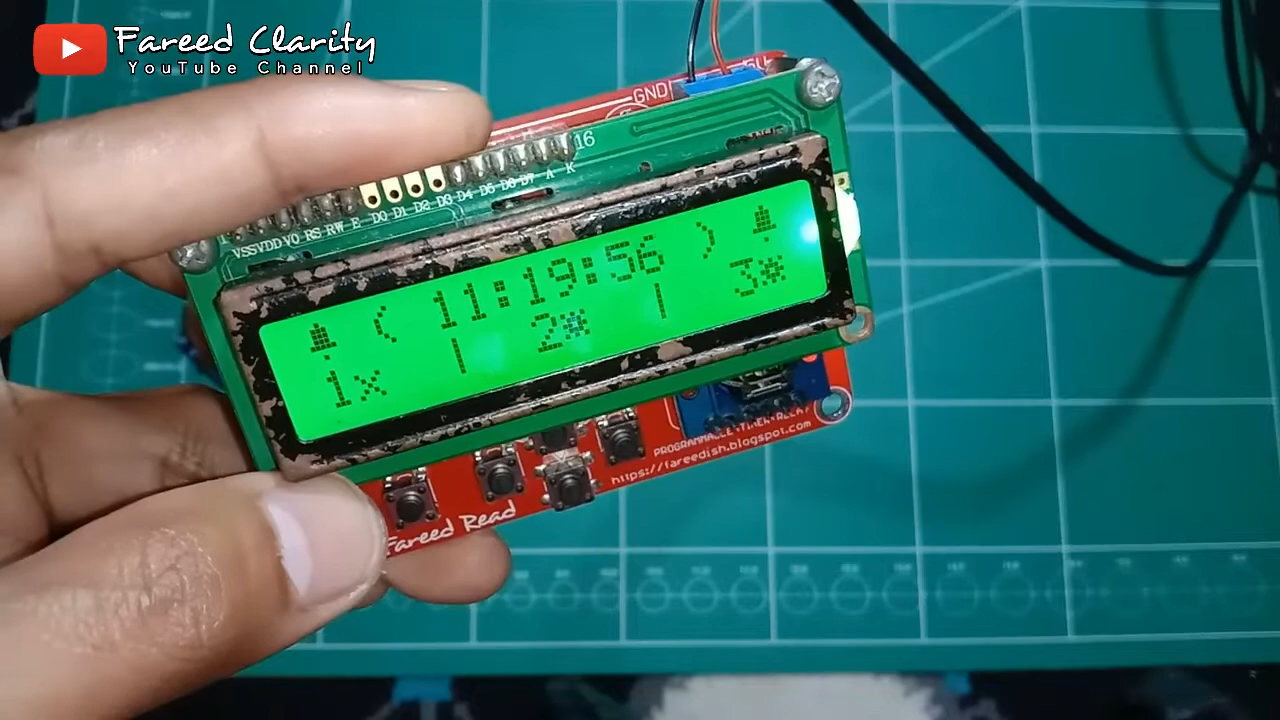 Fareed Clarity
YouTube Channel
GND
16
VSS VDD V0 RS RW E D0 D1 D2 D3 D4 D5 D6 D7 A K
( 11:19:56 )
1x | 2* | 3*
PROGRAMMABLE TIMER RELAY
https://fareedish.blogspot.com
Fareed Read